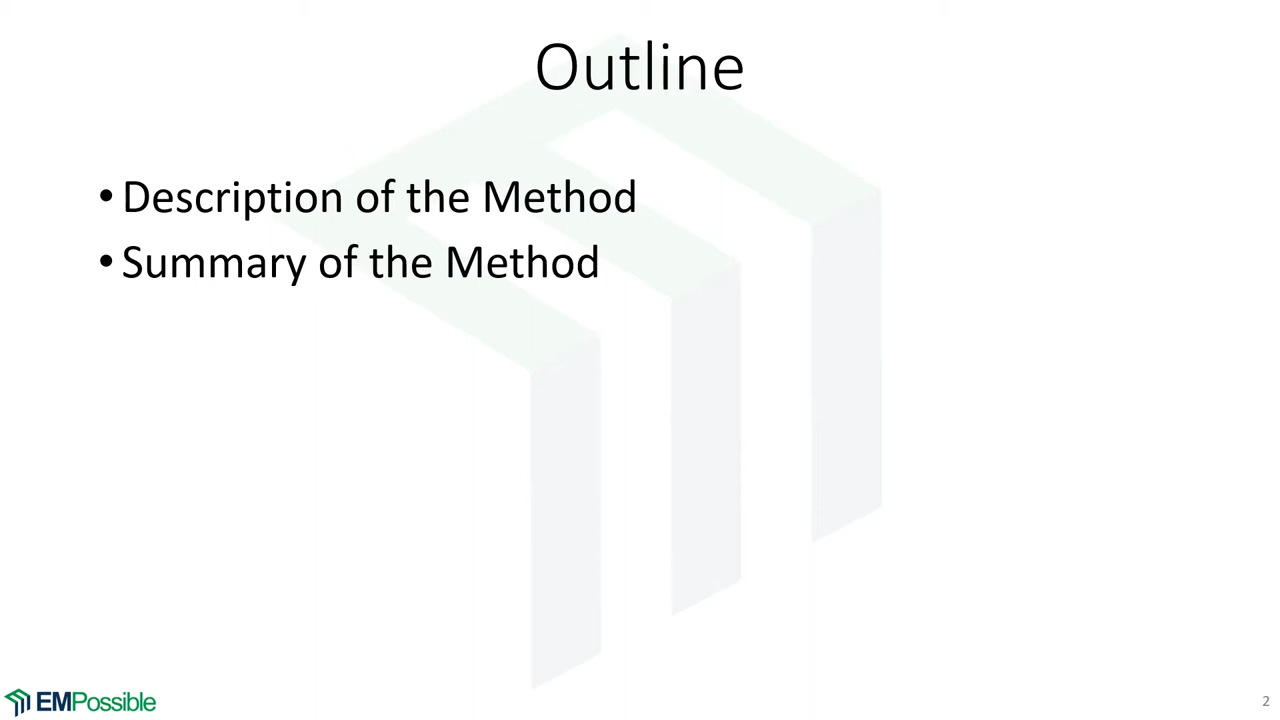 Outline
• Description of the Method
• Summary of the Method
EMPossible
2